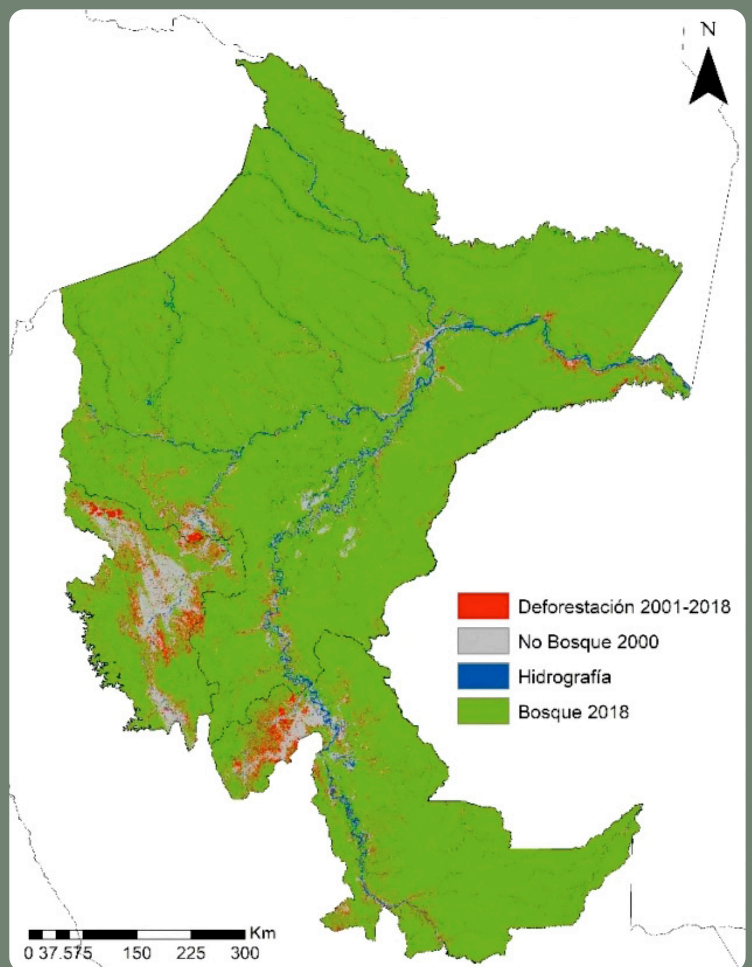 N
Deforestación 2001-2018
No Bosque 2000
Hidrografía
Bosque 2018
Km
0 37.575 150 225 300